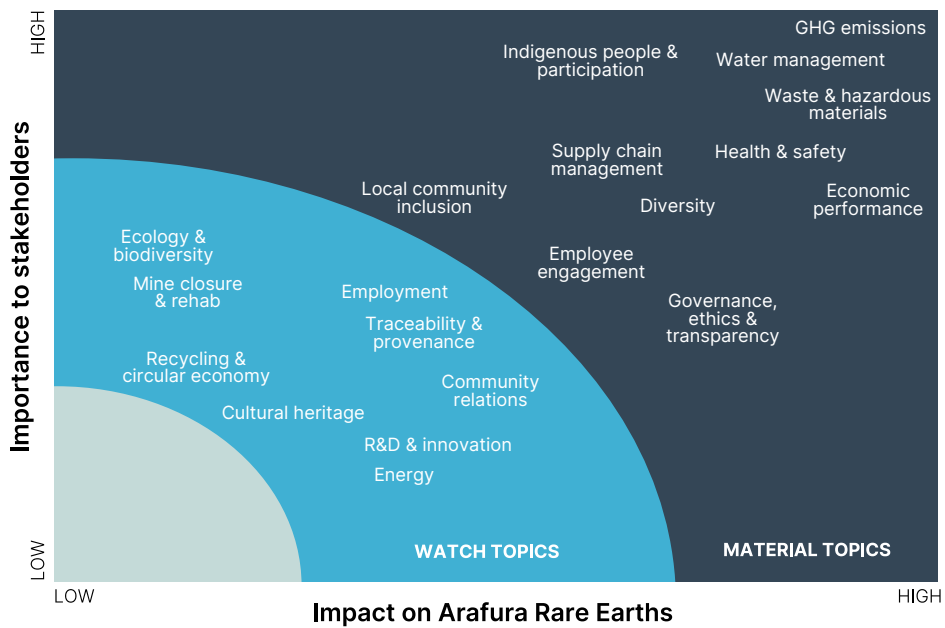 HIGH
Importance to stakeholders
LOW
GHG emissions
Indigenous people &
participation
Water management
Waste & hazardous
materials
Supply chain
management
Health & safety
Local community
inclusion
Diversity
Economic
performance
Ecology &
biodiversity
Employee
engagement
Mine closure
& rehab
Employment
Governance,
ethics &
transparency
Traceability &
provenance
Recycling &
circular economy
Community
relations
Cultural heritage
R&D & innovation
Energy
WATCH TOPICS
MATERIAL TOPICS
LOW
Impact on Arafura Rare Earths
HIGH